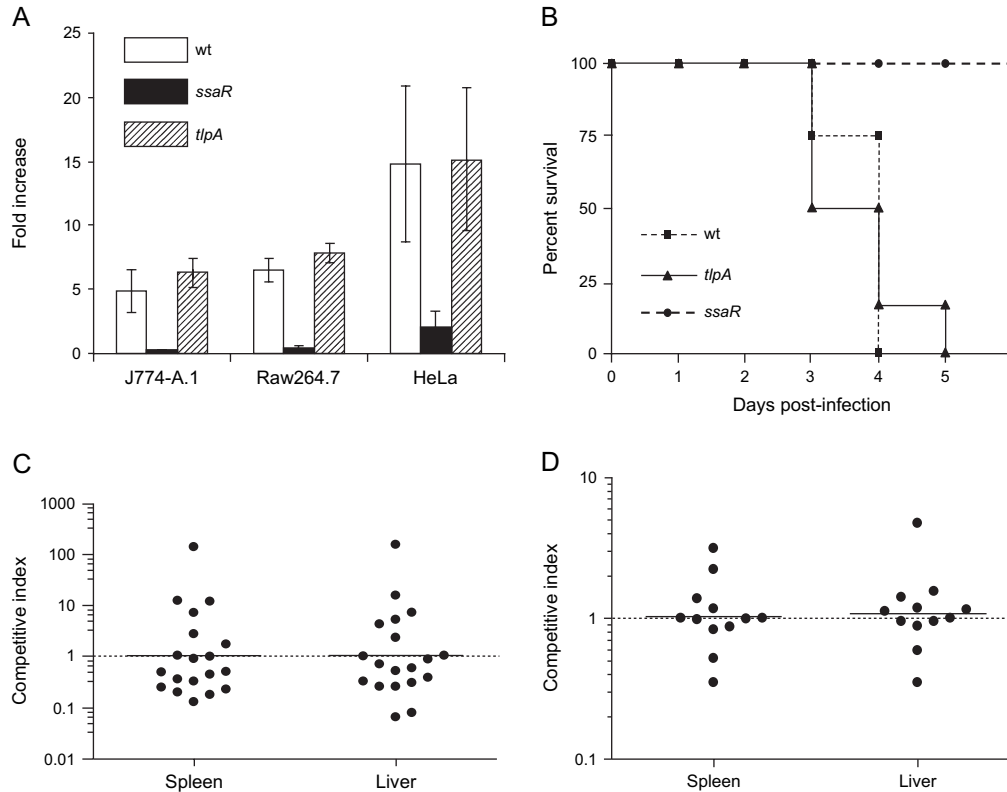 A
25
20
15
10
5
0
Fold increase
wt
ssaR
tlpA
J774-A.1 Raw264.7 HeLa
B
100
75
50
25
0
Percent survival
wt
tlpA
ssaR
0 1 2 3 4 5
Days post-infection
C
1000
100
10
1
0.1
0.01
Competitive index
Spleen Liver
D
10
1
0.1
Competitive index
Spleen Liver